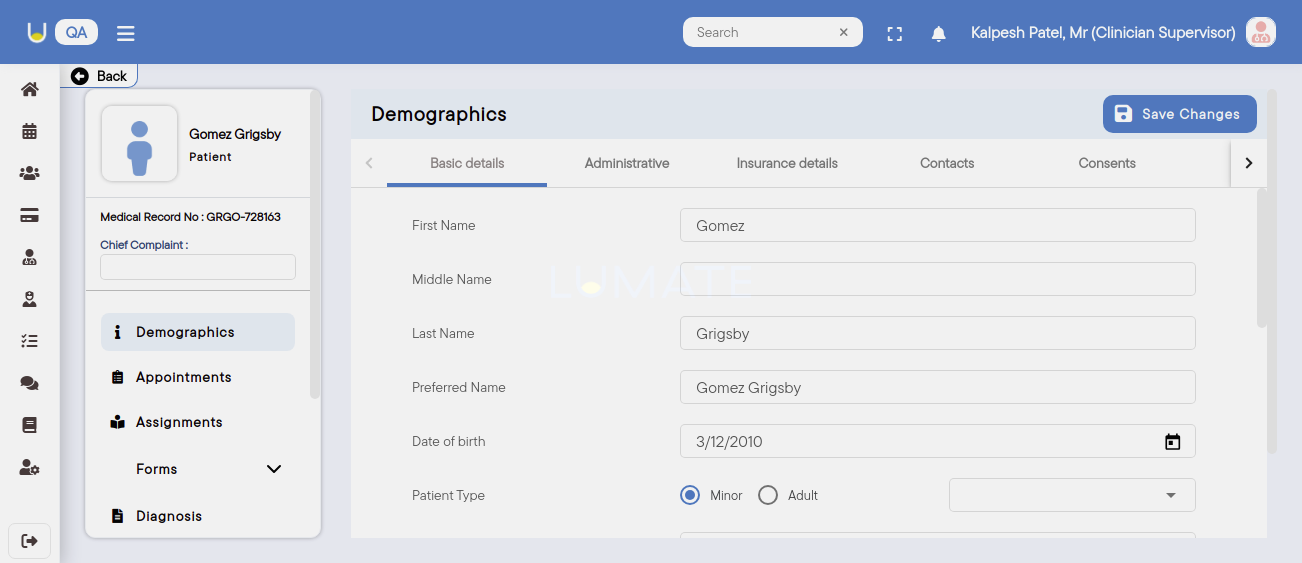 QA
Search
Kalpesh Patel, Mr (Clinician Supervisor)
Back
Gomez Grigsby
Patient
Medical Record No : GRGO-728163
Chief Complaint :
Demographics
Appointments
Assignments
Forms
Diagnosis
Demographics
Save Changes
Basic details
Administrative
Insurance details
Contacts
Consents
First Name
Gomez
Middle Name
LUMATE
Last Name
Grigsby
Preferred Name
Gomez Grigsby
Date of birth
3/12/2010
Patient Type
Minor
Adult